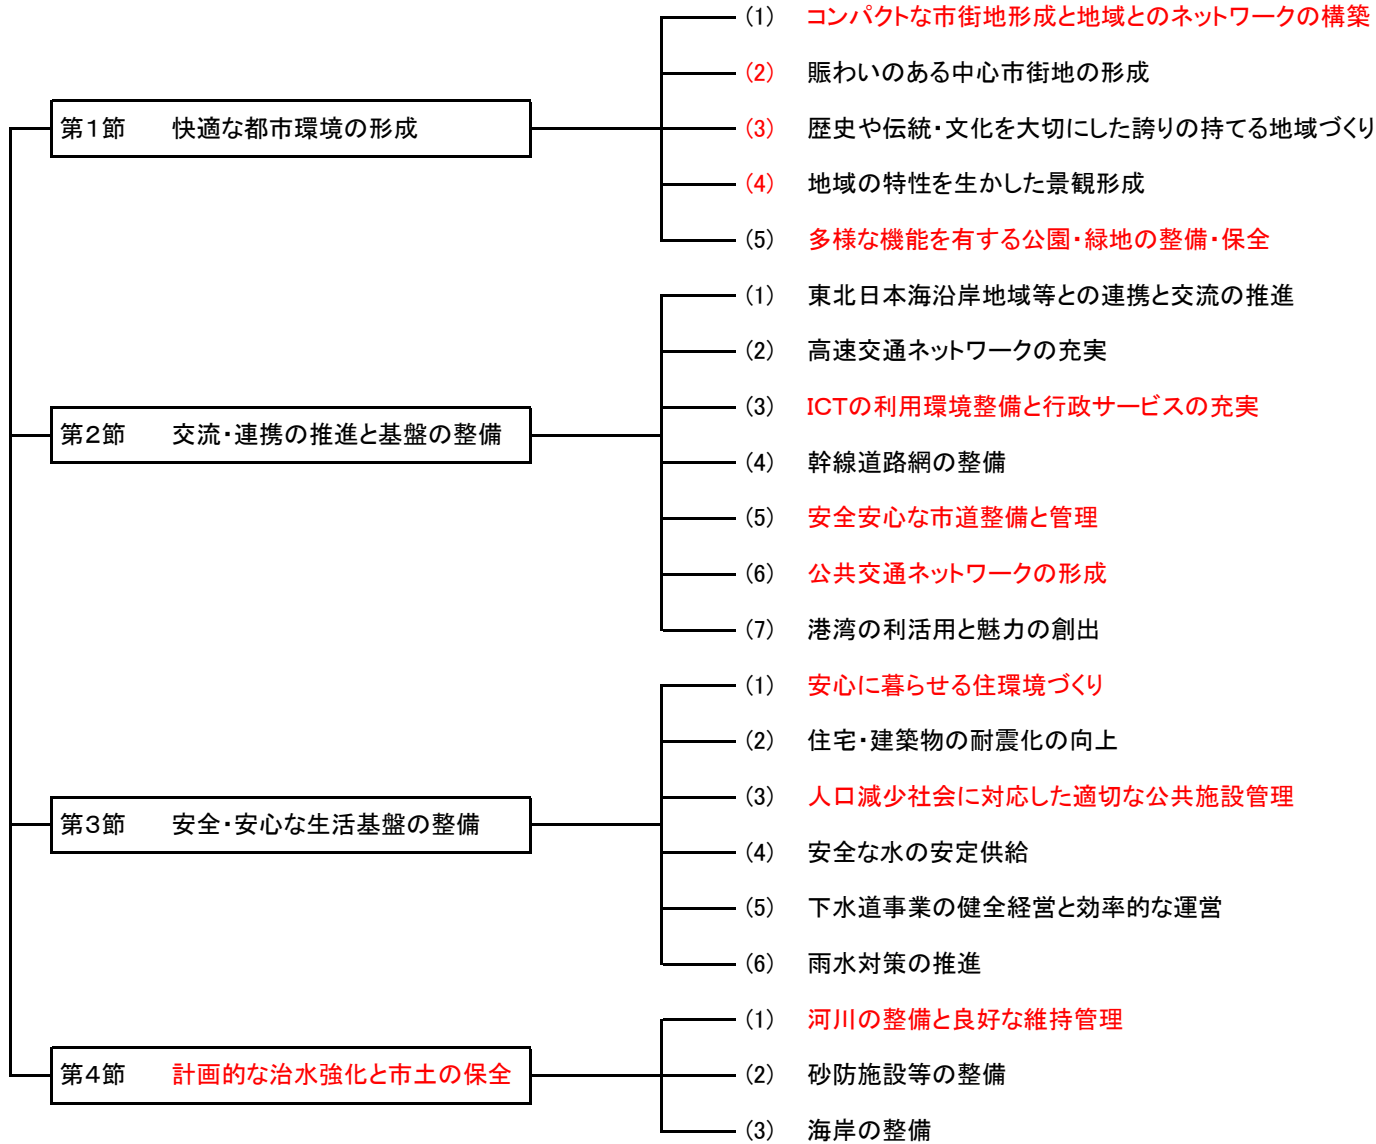 第1節 快適な都市環境の形成
(1) コンパクトな市街地形成と地域とのネットワークの構築
(2) 賑わいのある中心市街地の形成
(3) 歴史や伝統・文化を大切にした誇りの持てる地域づくり
(4) 地域の特性を生かした景観形成
(5) 多様な機能を有する公園・緑地の整備・保全
第2節 交流・連携の推進と基盤の整備
(1) 東北日本海沿岸地域等との連携と交流の推進
(2) 高速交通ネットワークの充実
(3) ICTの利用環境整備と行政サービスの充実
(4) 幹線道路網の整備
(5) 安全安心な市道整備と管理
(6) 公共交通ネットワークの形成
(7) 港湾の利活用と魅力の創出
第3節 安全・安心な生活基盤の整備
(1) 安心に暮らせる住環境づくり
(2) 住宅・建築物の耐震化の向上
(3) 人口減少社会に対応した適切な公共施設管理
(4) 安全な水の安定供給
(5) 下水道事業の健全経営と効率的な運営
(6) 雨水対策の推進
第4節 計画的な治水強化と市土の保全
(1) 河川の整備と良好な維持管理
(2) 砂防施設等の整備
(3) 海岸の整備